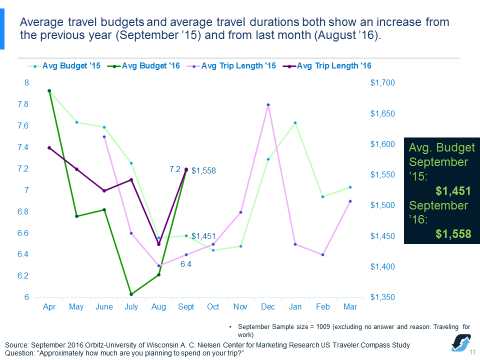 Average travel budgets and average travel durations both show an increase from
the previous year (September '15) and from last month (August '16).
Avg Budget '15 Avg Budget '16 Avg Trip Length '15 Avg Trip Length '16
8
7.8
7.6
7.4
7.2
7
6.8
6.6
6.4
6.2
6
$1,700
$1,650
$1,600
$1,550
$1,500
$1,450
$1,400
$1,350
7.2 $1,558
$1,451
6.4
Apr May June July Aug Sept Oct Nov Dec Jan Feb Mar
Avg. Budget
September
'15:
$1,451
September
'16:
$1,558
• September Sample size = 1009 (excluding no answer and reason: Traveling for
work)
Source: September 2016 Orbitz-University of Wisconsin A. C. Nielsen Center for Marketing Research US Traveler Compass Study
Question: "Approximately how much are you planning to spend on your trip?"
11